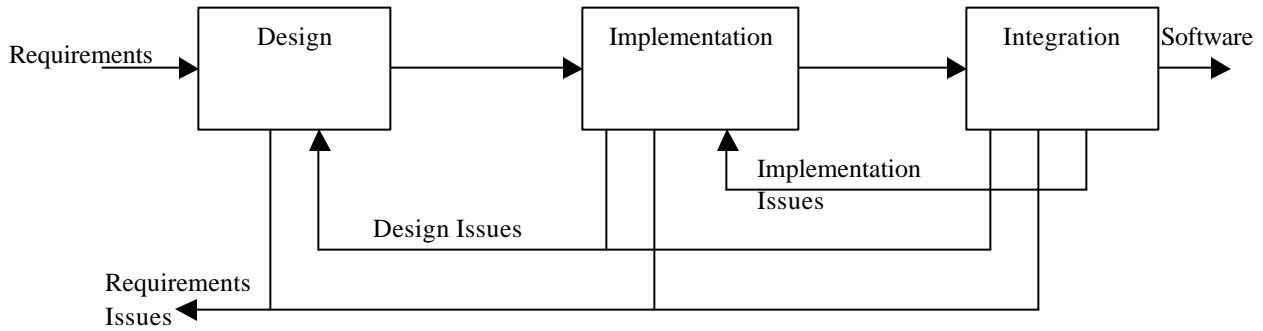 Design
Implementation
Integration
Requirements
Software
Implementation
Issues
Design Issues
Requirements
Issues